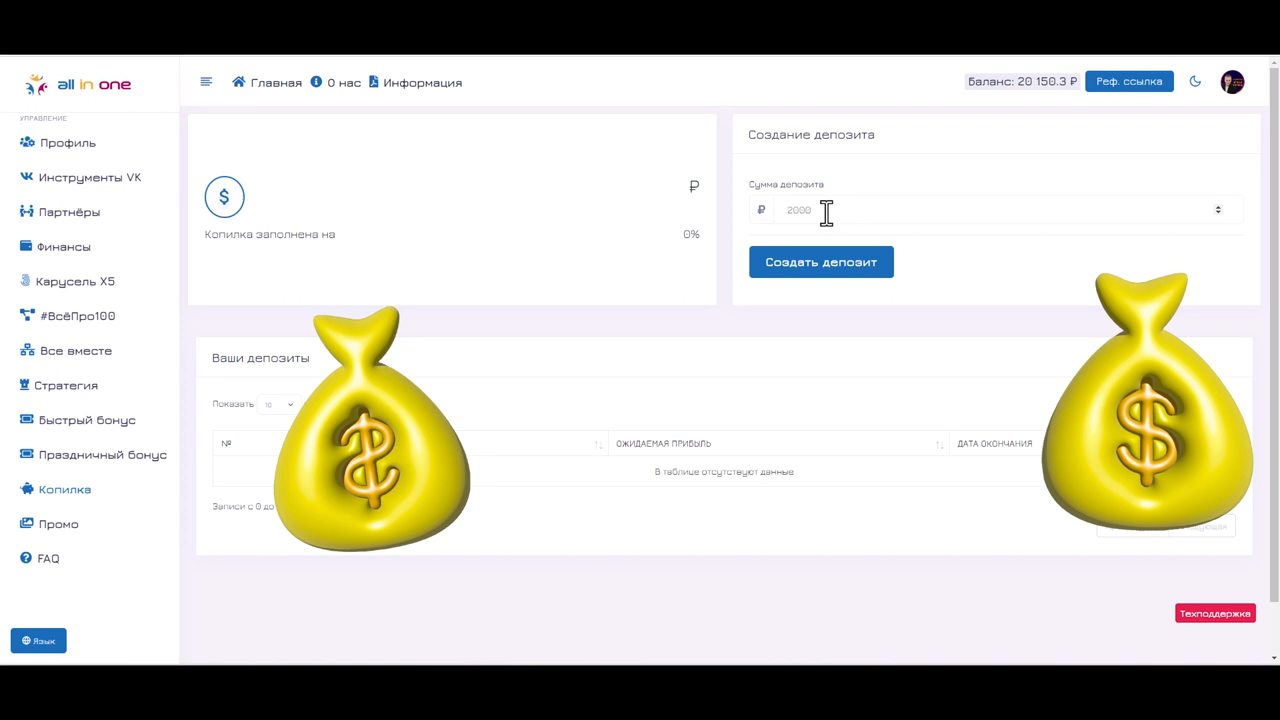 all in one
Главная О нас Информация
Баланс: 20 150.3 ₽
Реф. ссылка
УПРАВЛЕНИЕ
Профиль
Инструменты VK
Партнёры
Финансы
Карусель X5
#ВсёПро100
Все вместе
Стратегия
Быстрый бонус
Праздничный бонус
Копилка
Промо
FAQ
Язык
$
₽
Копилка заполнена на 0%
Создание депозита
Сумма депозита
₽ 2000
Создать депозит
Ваши депозиты
Показать 10
№ ОЖИДАЕМАЯ ПРИБЫЛЬ ДАТА ОКОНЧАНИЯ
В таблице отсутствуют данные
Записи с 0 до
$
Техподдержка